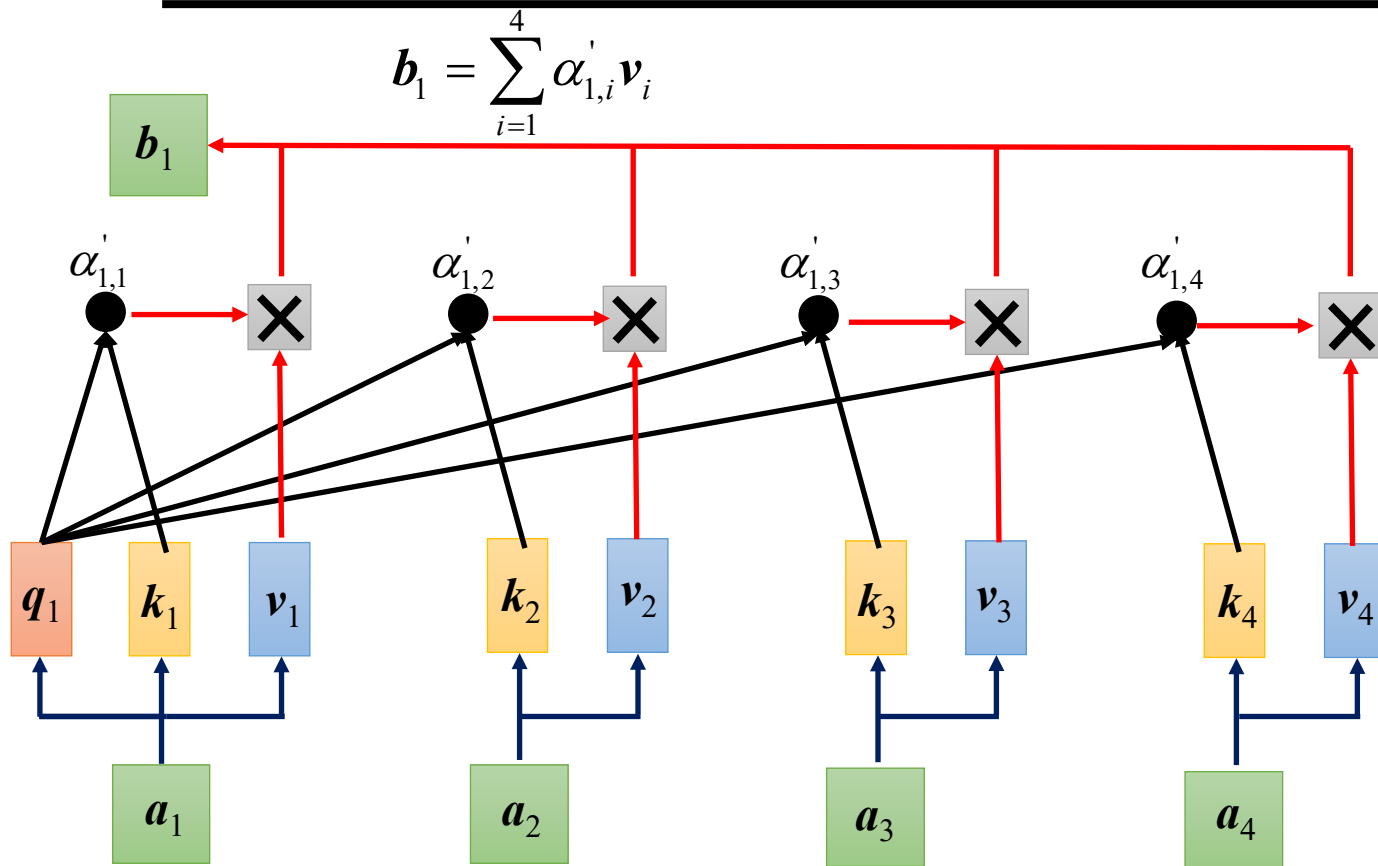 b₁ = ∑_{i=1}^{4} α'₁,ᵢ vᵢ
b₁
α'₁,₁ α'₁,₂ α'₁,₃ α'₁,₄
q₁ k₁ v₁ k₂ v₂ k₃ v₃ k₄ v₄
a₁ a₂ a₃ a₄